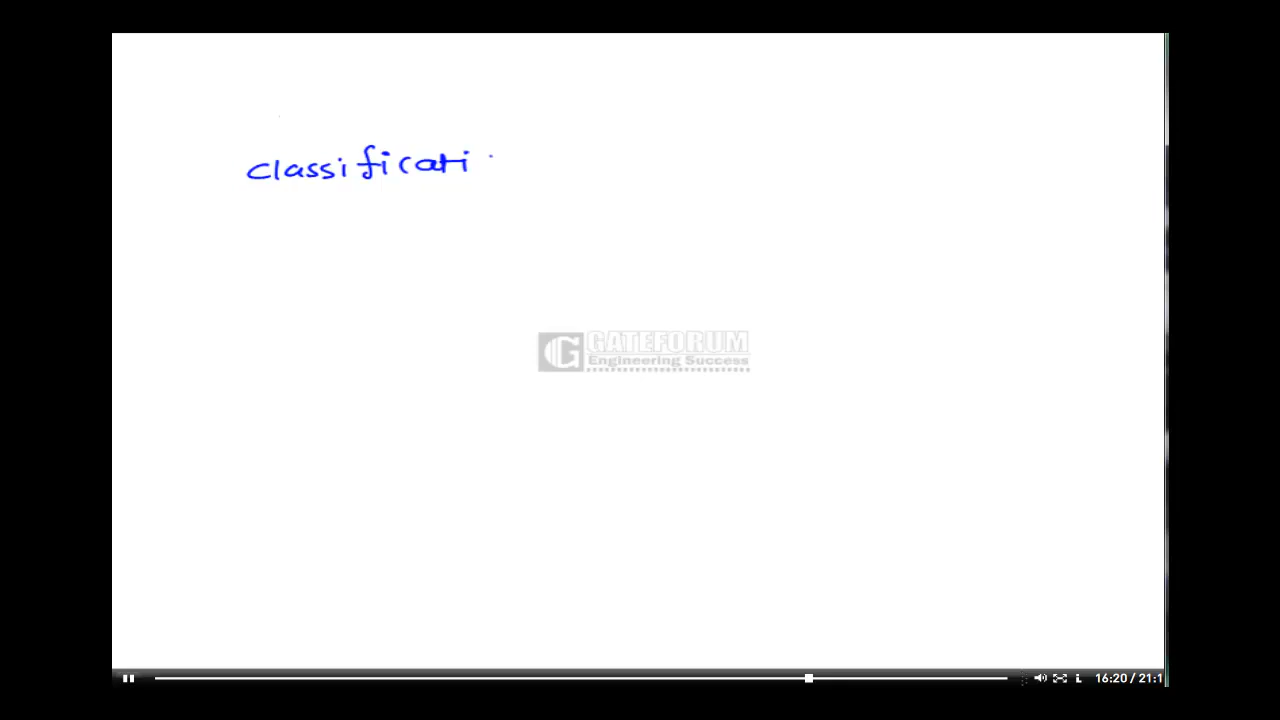 classificati
GATEFORUM
Engineering Success
16:20 / 21:1